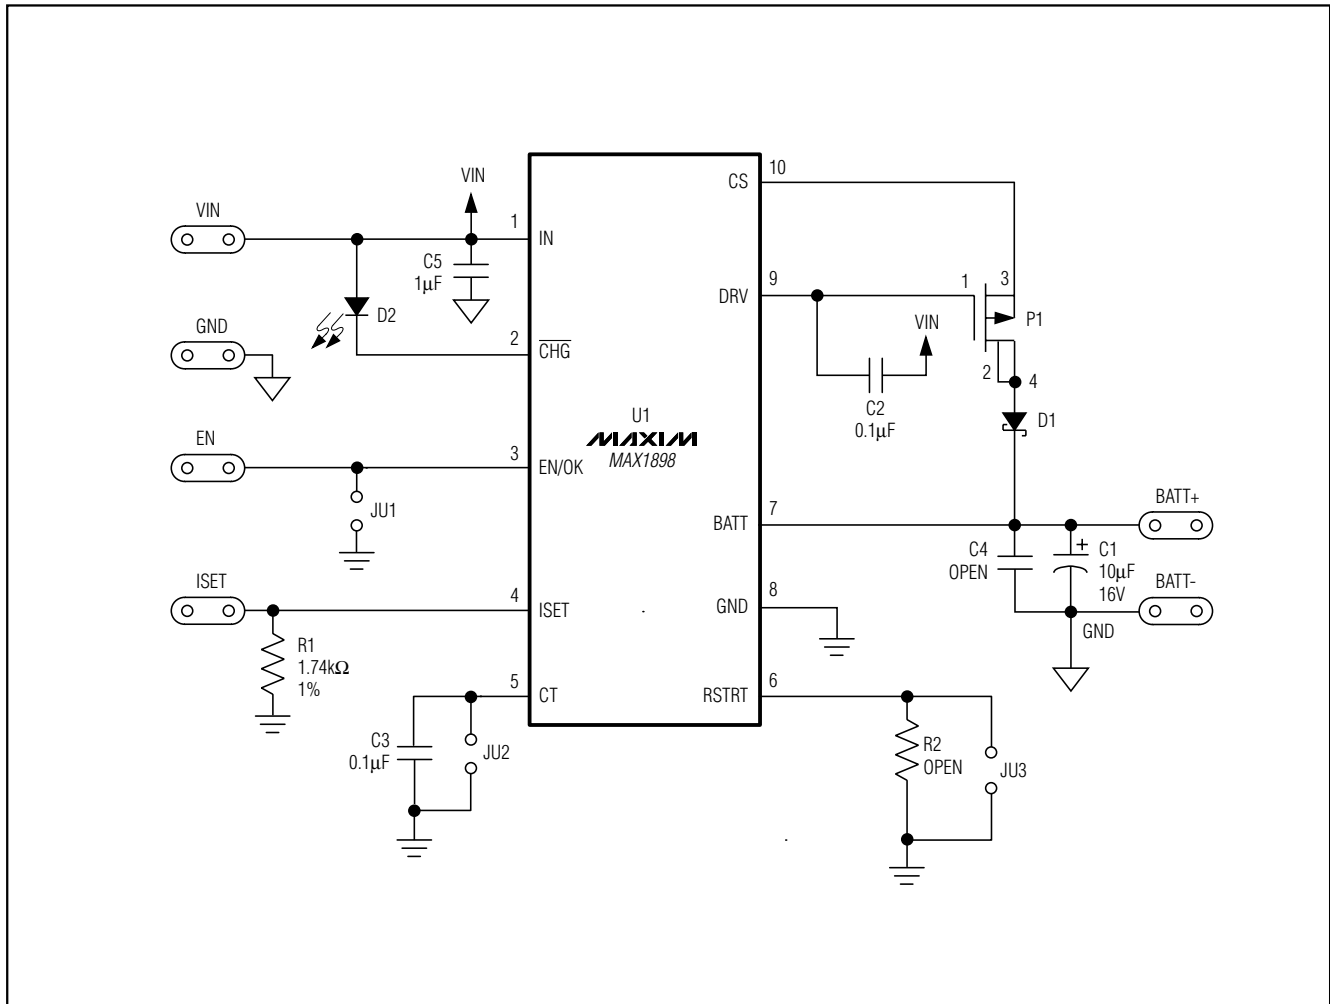 VIN
VIN
1
IN
C5
1µF
D2
GND
2
CHG
EN
3
EN/OK
JU1
ISET
4
ISET
R1
1.74kΩ
1%
5
CT
C3
0.1µF
JU2
U1
MAXIM
MAX1898
10
CS
9
DRV
1
3
P1
VIN
C2
0.1µF
2
4
D1
7
BATT
BATT+
C4
OPEN
+
C1
10µF
16V
BATT-
8
GND
GND
6
RSTRT
R2
OPEN
JU3